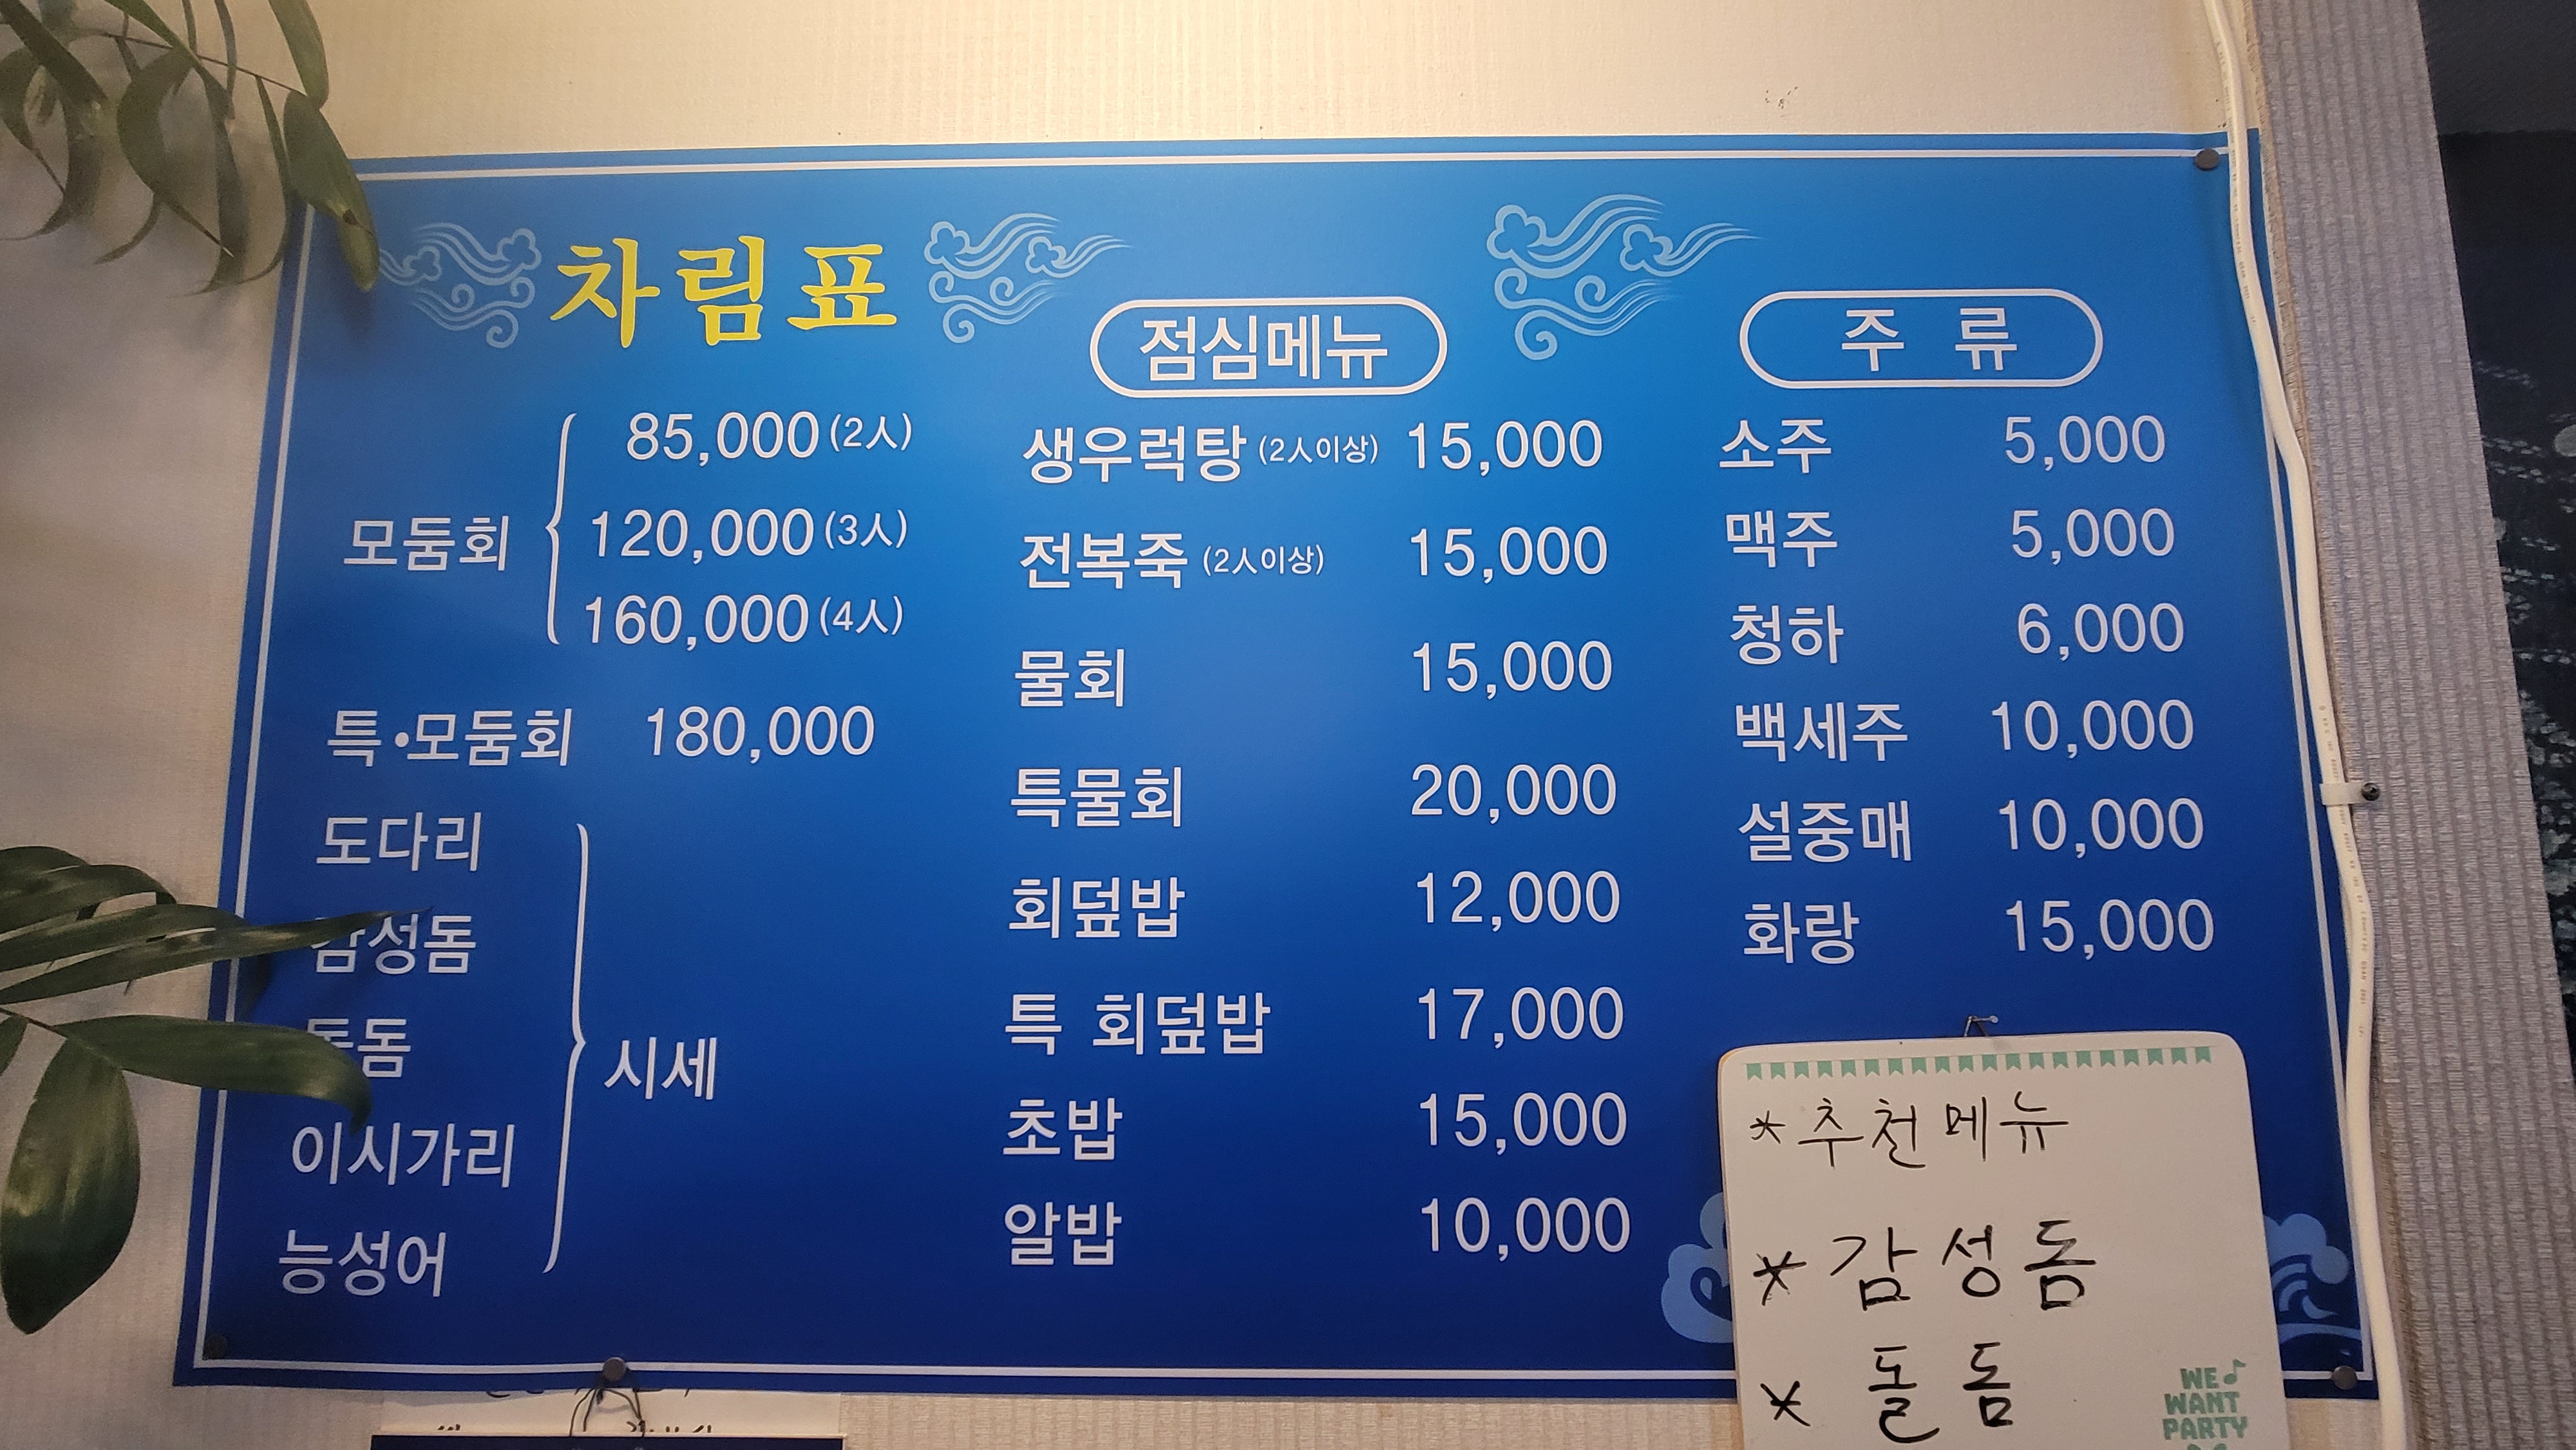 차림표
모둠회
85,000 (2人)
120,000 (3人)
160,000 (4人)
특·모둠회 180,000
도다리
감성돔
돌돔
이시가리
능성어
시세
점심메뉴
생우럭탕 (2人이상) 15,000
전복죽 (2人이상) 15,000
물회 15,000
특물회 20,000
회덮밥 12,000
특 회덮밥 17,000
초밥 15,000
알밥 10,000
주 류
소주 5,000
맥주 5,000
청하 6,000
백세주 10,000
설중매 10,000
화랑 15,000
*추천메뉴
* 감성돔
* 돌돔
WE
WANT
PARTY